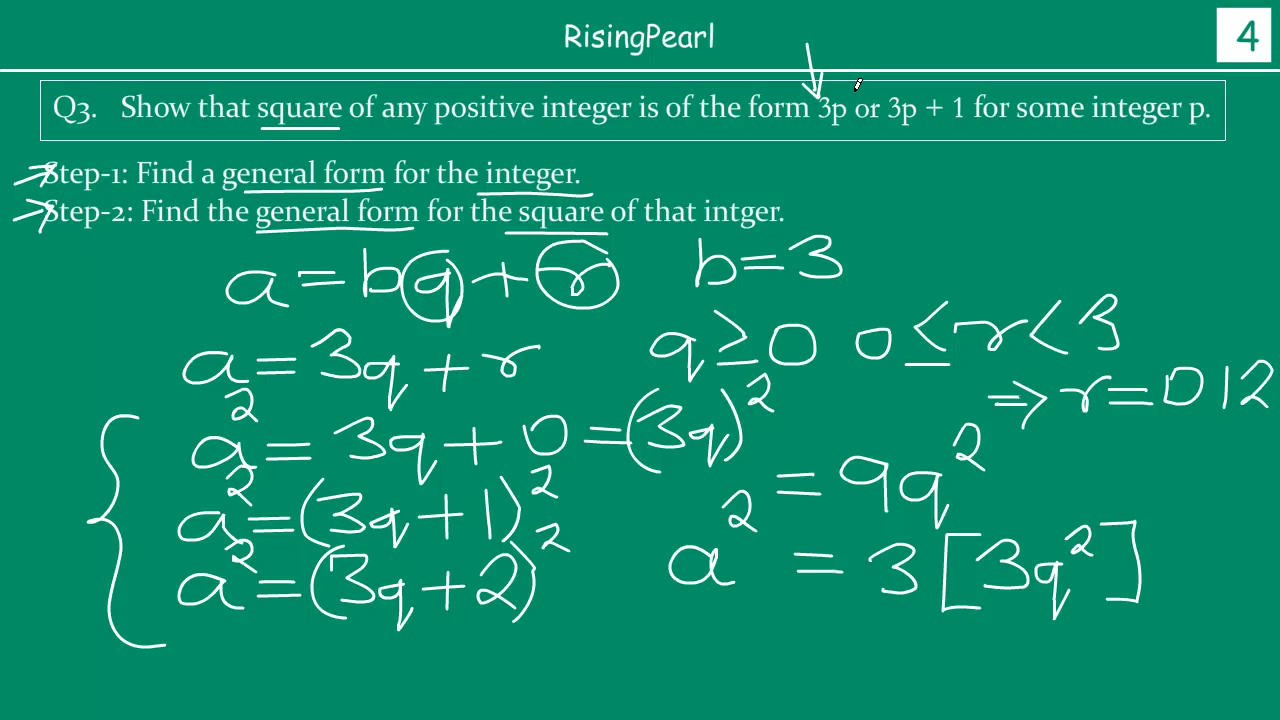 RisingPearl
4
Q3. Show that square of any positive integer is of the form 3p or 3p + 1 for some integer p.
Step-1: Find a general form for the integer.
Step-2: Find the general form for the square of that intger.
a = bq + r b = 3
a = 3q + r q ≥ 0 0 ≤ r < 3
⇒ r = 0 1 2
a² = 3q + 0 = (3q)²
= 9q²
a² = (3q + 1)²
a² = (3q + 2)²
a² = 3[3q²]